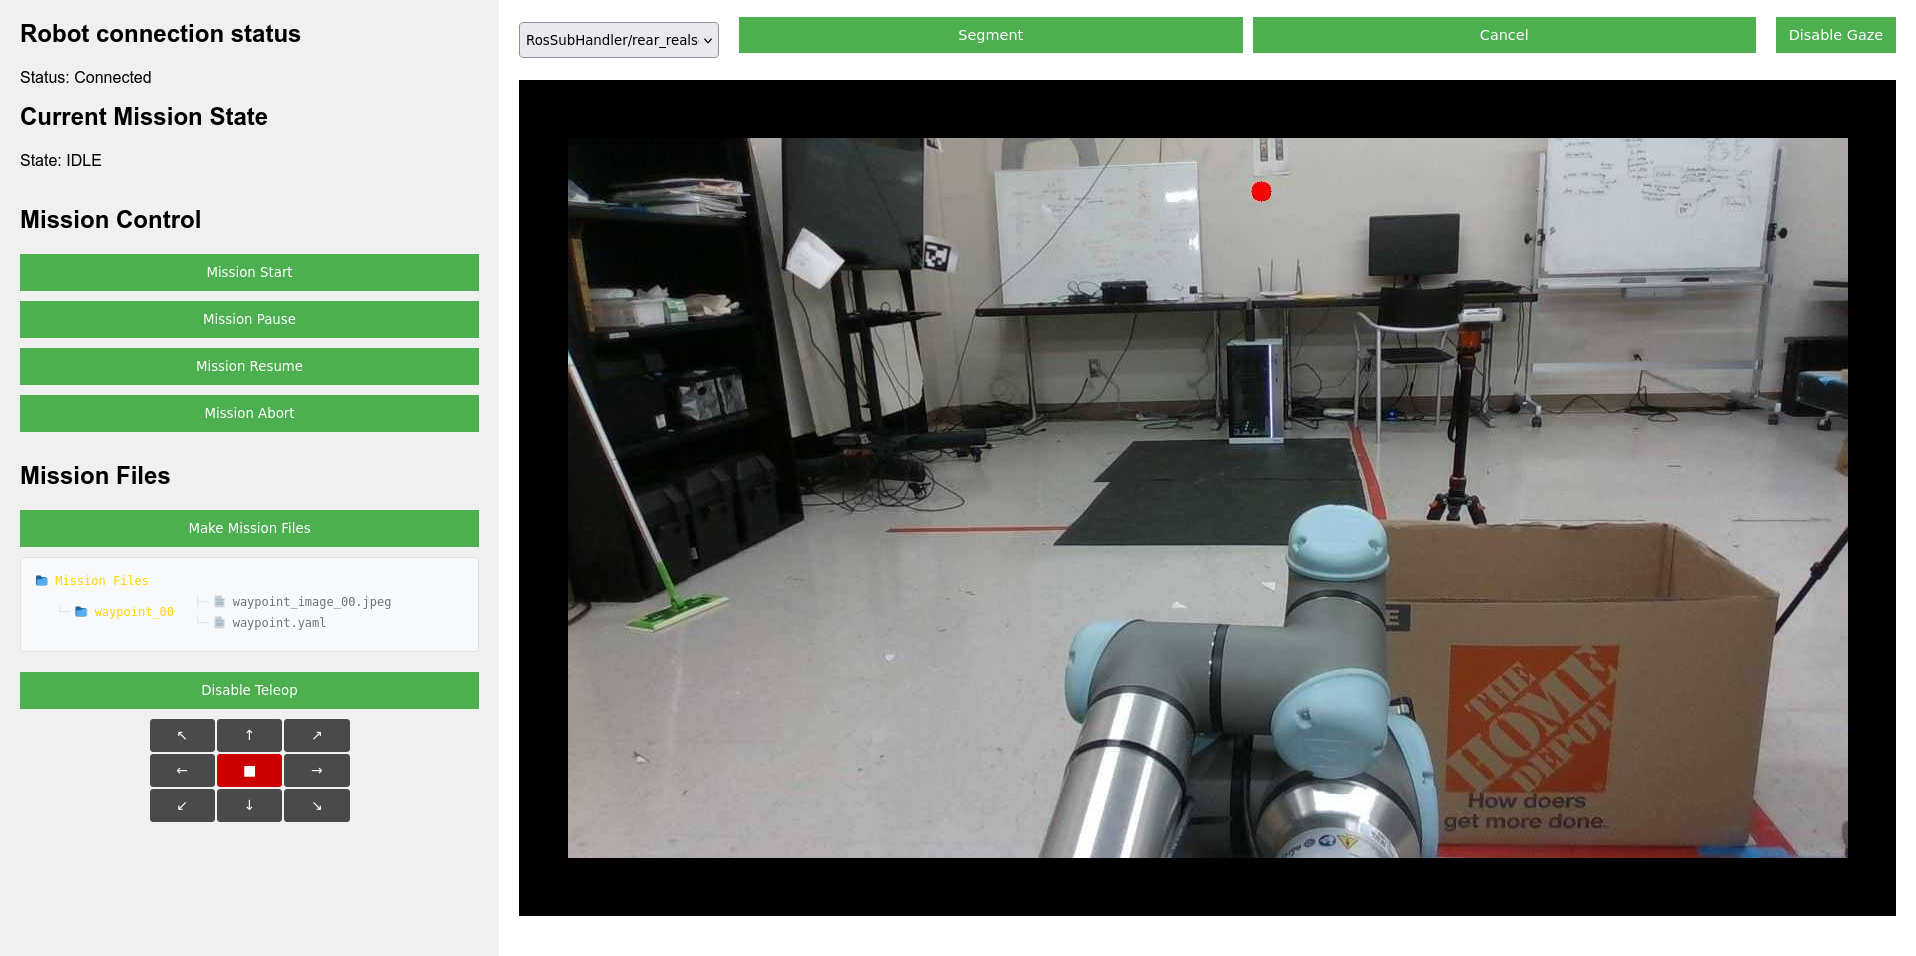 Robot connection status
Status: Connected
Current Mission State
State: IDLE
Mission Control
Mission Start
Mission Pause
Mission Resume
Mission Abort
Mission Files
Make Mission Files
Mission Files
waypoint_00
waypoint_image_00.jpeg
waypoint.yaml
Disable Teleop
↖ ↑ ↗
← ■ →
↙ ↓ ↘
RosSubHandler/rear_reals
Segment
Cancel
Disable Gaze
E
THE
HOME
DEPOT
How doers
get more done.